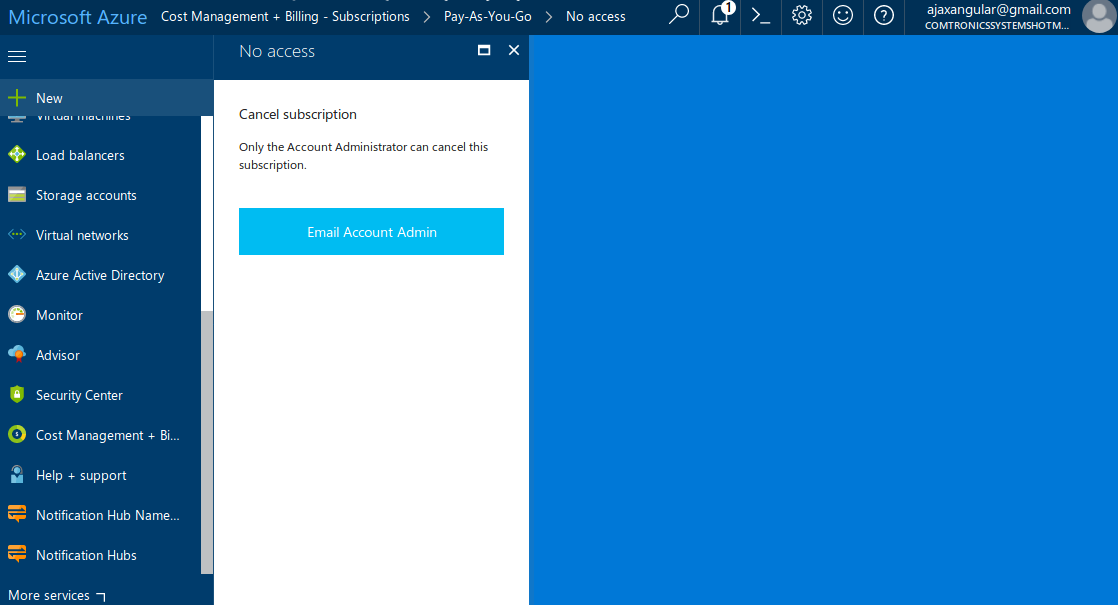 Microsoft Azure Cost Management + Billing - Subscriptions Pay-As-You-Go No access 1 ajaxangular@gmail.com
COMTRONICSSYSTEMSHOTM...
No access
New
Virtual machines
Load balancers
Storage accounts
Virtual networks
Azure Active Directory
Monitor
Advisor
Security Center
Cost Management + Bi...
Help + support
Notification Hub Name...
Notification Hubs
More services
Cancel subscription
Only the Account Administrator can cancel this
subscription.
Email Account Admin